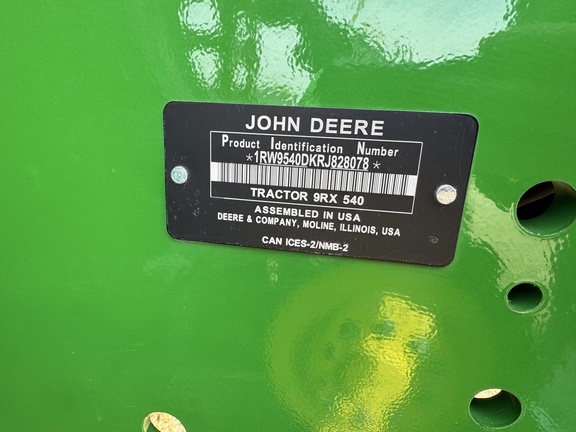 JOHN DEERE
Product Identification Number
*1RW9540DKRJ828078*
TRACTOR 9RX 540
ASSEMBLED IN USA
DEERE & COMPANY, MOLINE, ILLINOIS, USA
CAN ICES-2/NMB-2